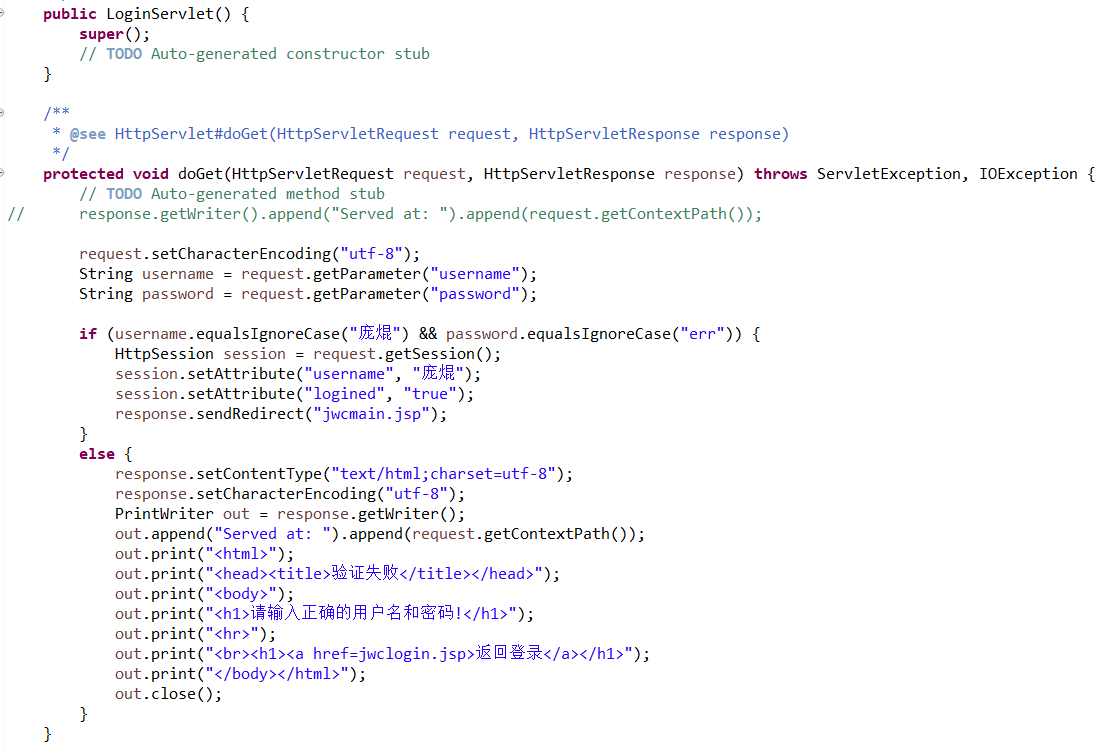 public LoginServlet() {
super();
// TODO Auto-generated constructor stub
}
/**
* @see HttpServlet#doGet(HttpServletRequest request, HttpServletResponse response)
*/
protected void doGet(HttpServletRequest request, HttpServletResponse response) throws ServletException, IOException {
// TODO Auto-generated method stub
// response.getWriter().append("Served at: ").append(request.getContextPath());
request.setCharacterEncoding("utf-8");
String username = request.getParameter("username");
String password = request.getParameter("password");
if (username.equalsIgnoreCase("庞焜") && password.equalsIgnoreCase("err")) {
HttpSession session = request.getSession();
session.setAttribute("username", "庞焜");
session.setAttribute("logined", "true");
response.sendRedirect("jwcmain.jsp");
}
else {
response.setContentType("text/html;charset=utf-8");
response.setCharacterEncoding("utf-8");
PrintWriter out = response.getWriter();
out.append("Served at: ").append(request.getContextPath());
out.print("<html>");
out.print("<head><title>验证失败</title></head>");
out.print("<body>");
out.print("<h1>请输入正确的用户名和密码!</h1>");
out.print("<hr>");
out.print("<br><h1><a href=jwclogin.jsp>返回登录</a></h1>");
out.print("</body></html>");
out.close();
}
}